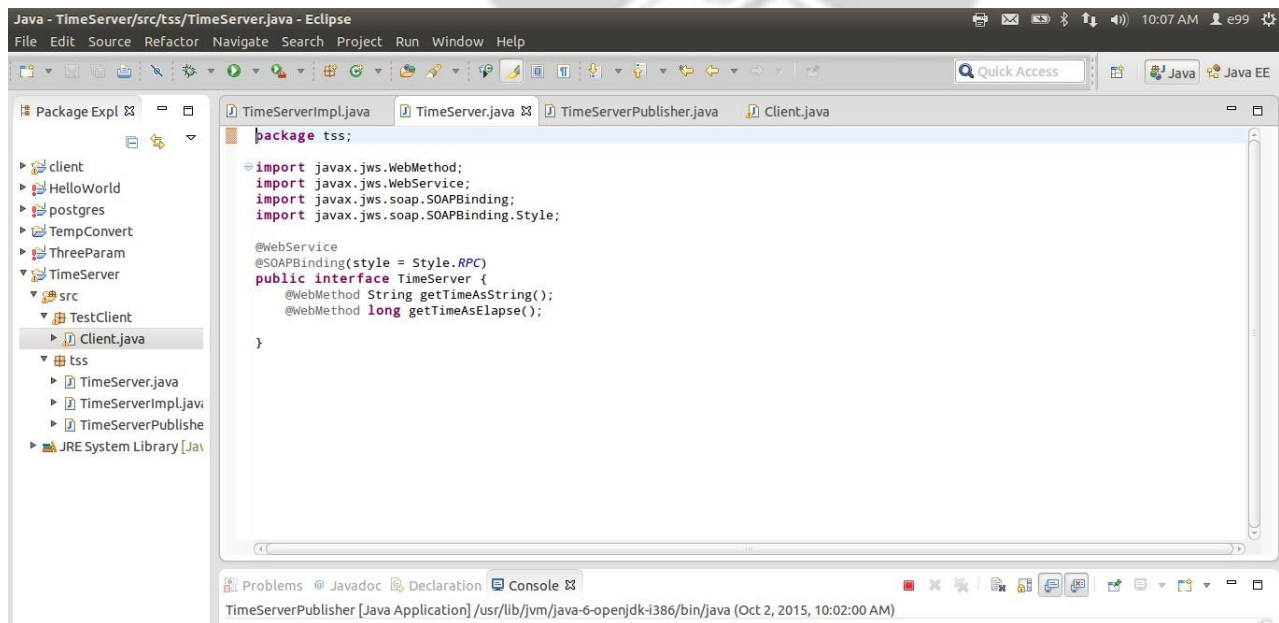 Java - TimeServer/src/tss/TimeServer.java - Eclipse
10:07 AM e99
File Edit Source Refactor Navigate Search Project Run Window Help
Quick Access
Java
Java EE
Package Expl
TimeServerImpl.java
TimeServer.java
TimeServerPublisher.java
Client.java
client
HelloWorld
postgres
TempConvert
ThreeParam
TimeServer
src
TestClient
Client.java
tss
TimeServer.java
TimeServerImpl.java
TimeServerPublishe
JRE System Library [Jav
package tss;
import javax.jws.WebMethod;
import javax.jws.WebService;
import javax.jws.soap.SOAPBinding;
import javax.jws.soap.SOAPBinding.Style;
@WebService
@SOAPBinding(style = Style.RPC)
public interface TimeServer {
@WebMethod String getTimeAsString();
@WebMethod long getTimeAsElapse();
}
Problems @ Javadoc Declaration Console
TimeServerPublisher [Java Application] /usr/lib/jvm/java-6-openjdk-i386/bin/java (Oct 2, 2015, 10:02:00 AM)